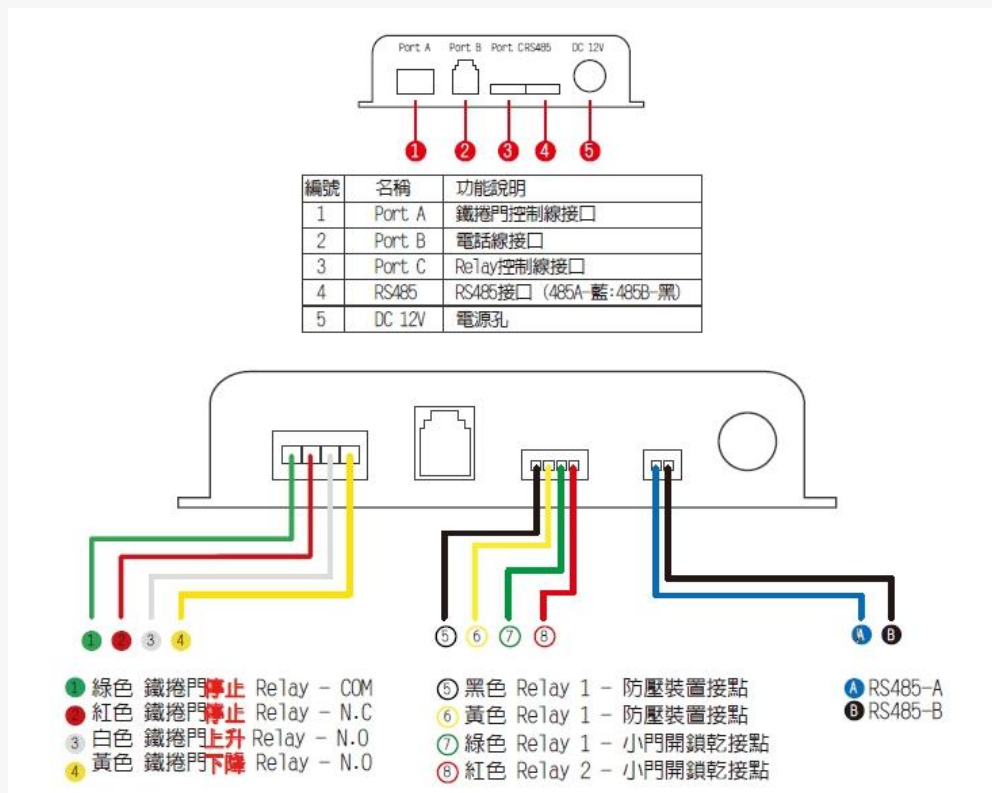 Port A Port B Port C RS485 DC 12V
1 2 3 4 5
編號 名稱 功能說明
1 Port A 鐵捲門控制線接口
2 Port B 電話線接口
3 Port C Relay控制線接口
4 RS485 RS485接口 (485A-藍:485B-黑)
5 DC 12V 電源孔
1 2 3 4 5 6 7 8 A B
1 綠色 鐵捲門停止 Relay - COM
2 紅色 鐵捲門停止 Relay - N.C
3 白色 鐵捲門上升 Relay - N.O
4 黃色 鐵捲門下降 Relay - N.O
5 黑色 Relay 1 - 防壓裝置接點
6 黃色 Relay 1 - 防壓裝置接點
7 綠色 Relay 1 - 小門開鎖乾接點
8 紅色 Relay 2 - 小門開鎖乾接點
A RS485-A
B RS485-B